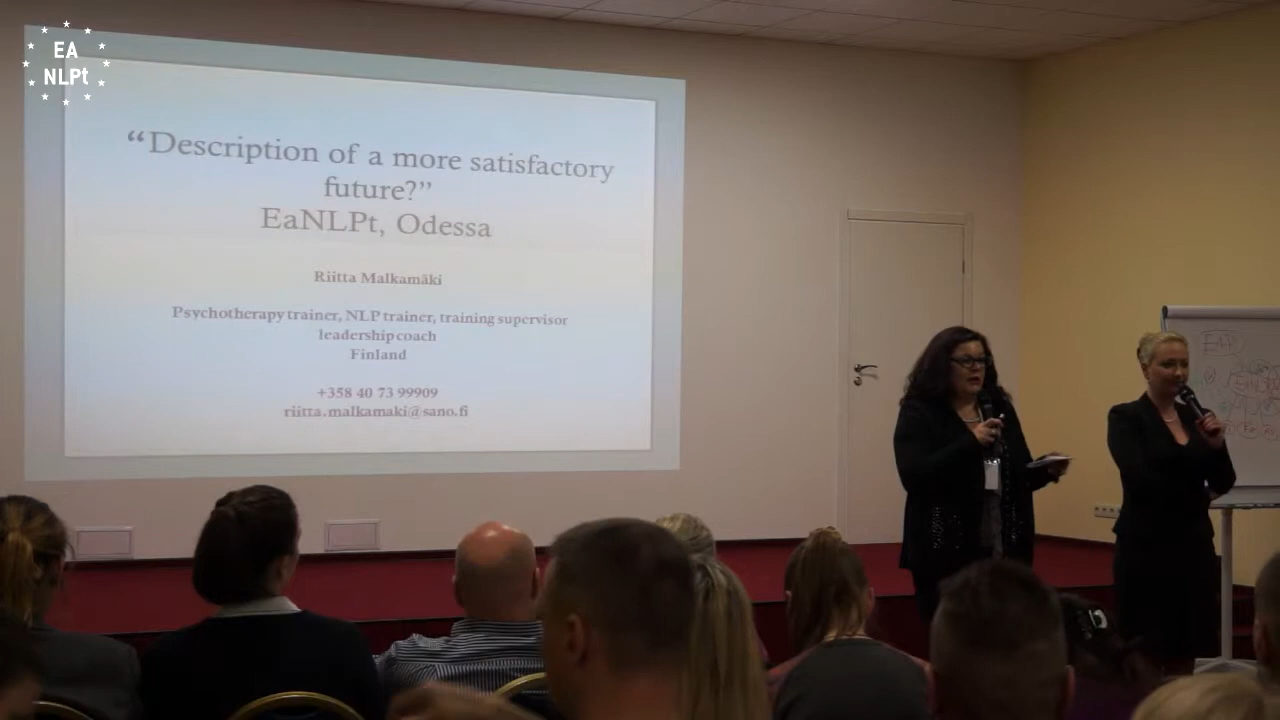 EA
NLPt
“Description of a more satisfactory
future?”
EaNLPt, Odessa
Riitta Malkamäki
Psychotherapy trainer, NLP trainer, training supervisor
leadership coach
Finland
+358 40 73 99909
riitta.malkamaki@sano.fi
EAP